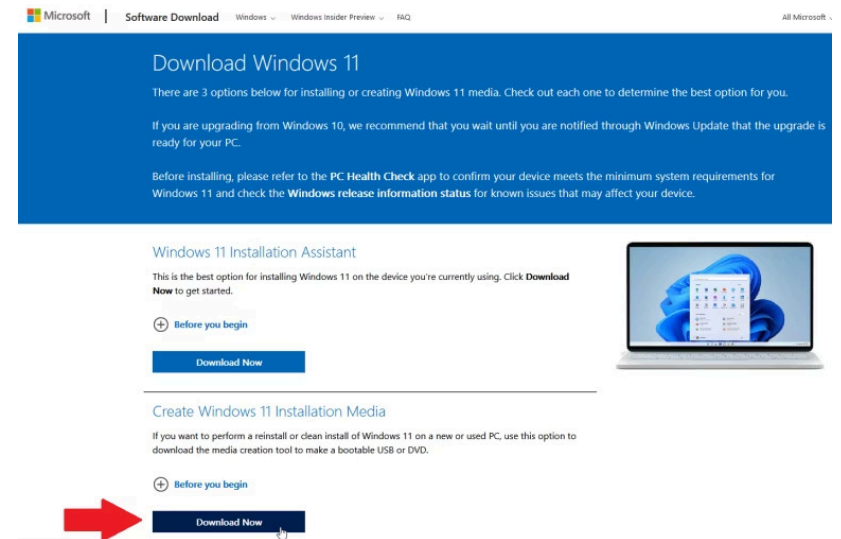 Microsoft Software Download Windows Windows Insider Preview FAQ All Microsoft
Download Windows 11
There are 3 options below for installing or creating Windows 11 media. Check out each one to determine the best option for you.
If you are upgrading from Windows 10, we recommend that you wait until you are notified through Windows Update that the upgrade is
ready for your PC.
Before installing, please refer to the PC Health Check app to confirm your device meets the minimum system requirements for
Windows 11 and check the Windows release information status for known issues that may affect your device.
Windows 11 Installation Assistant
This is the best option for installing Windows 11 on the device you're currently using. Click Download
Now to get started.
Before you begin
Download Now
Create Windows 11 Installation Media
If you want to perform a reinstall or clean install of Windows 11 on a new or used PC, use this option to
download the media creation tool to make a bootable USB or DVD.
Before you begin
Download Now